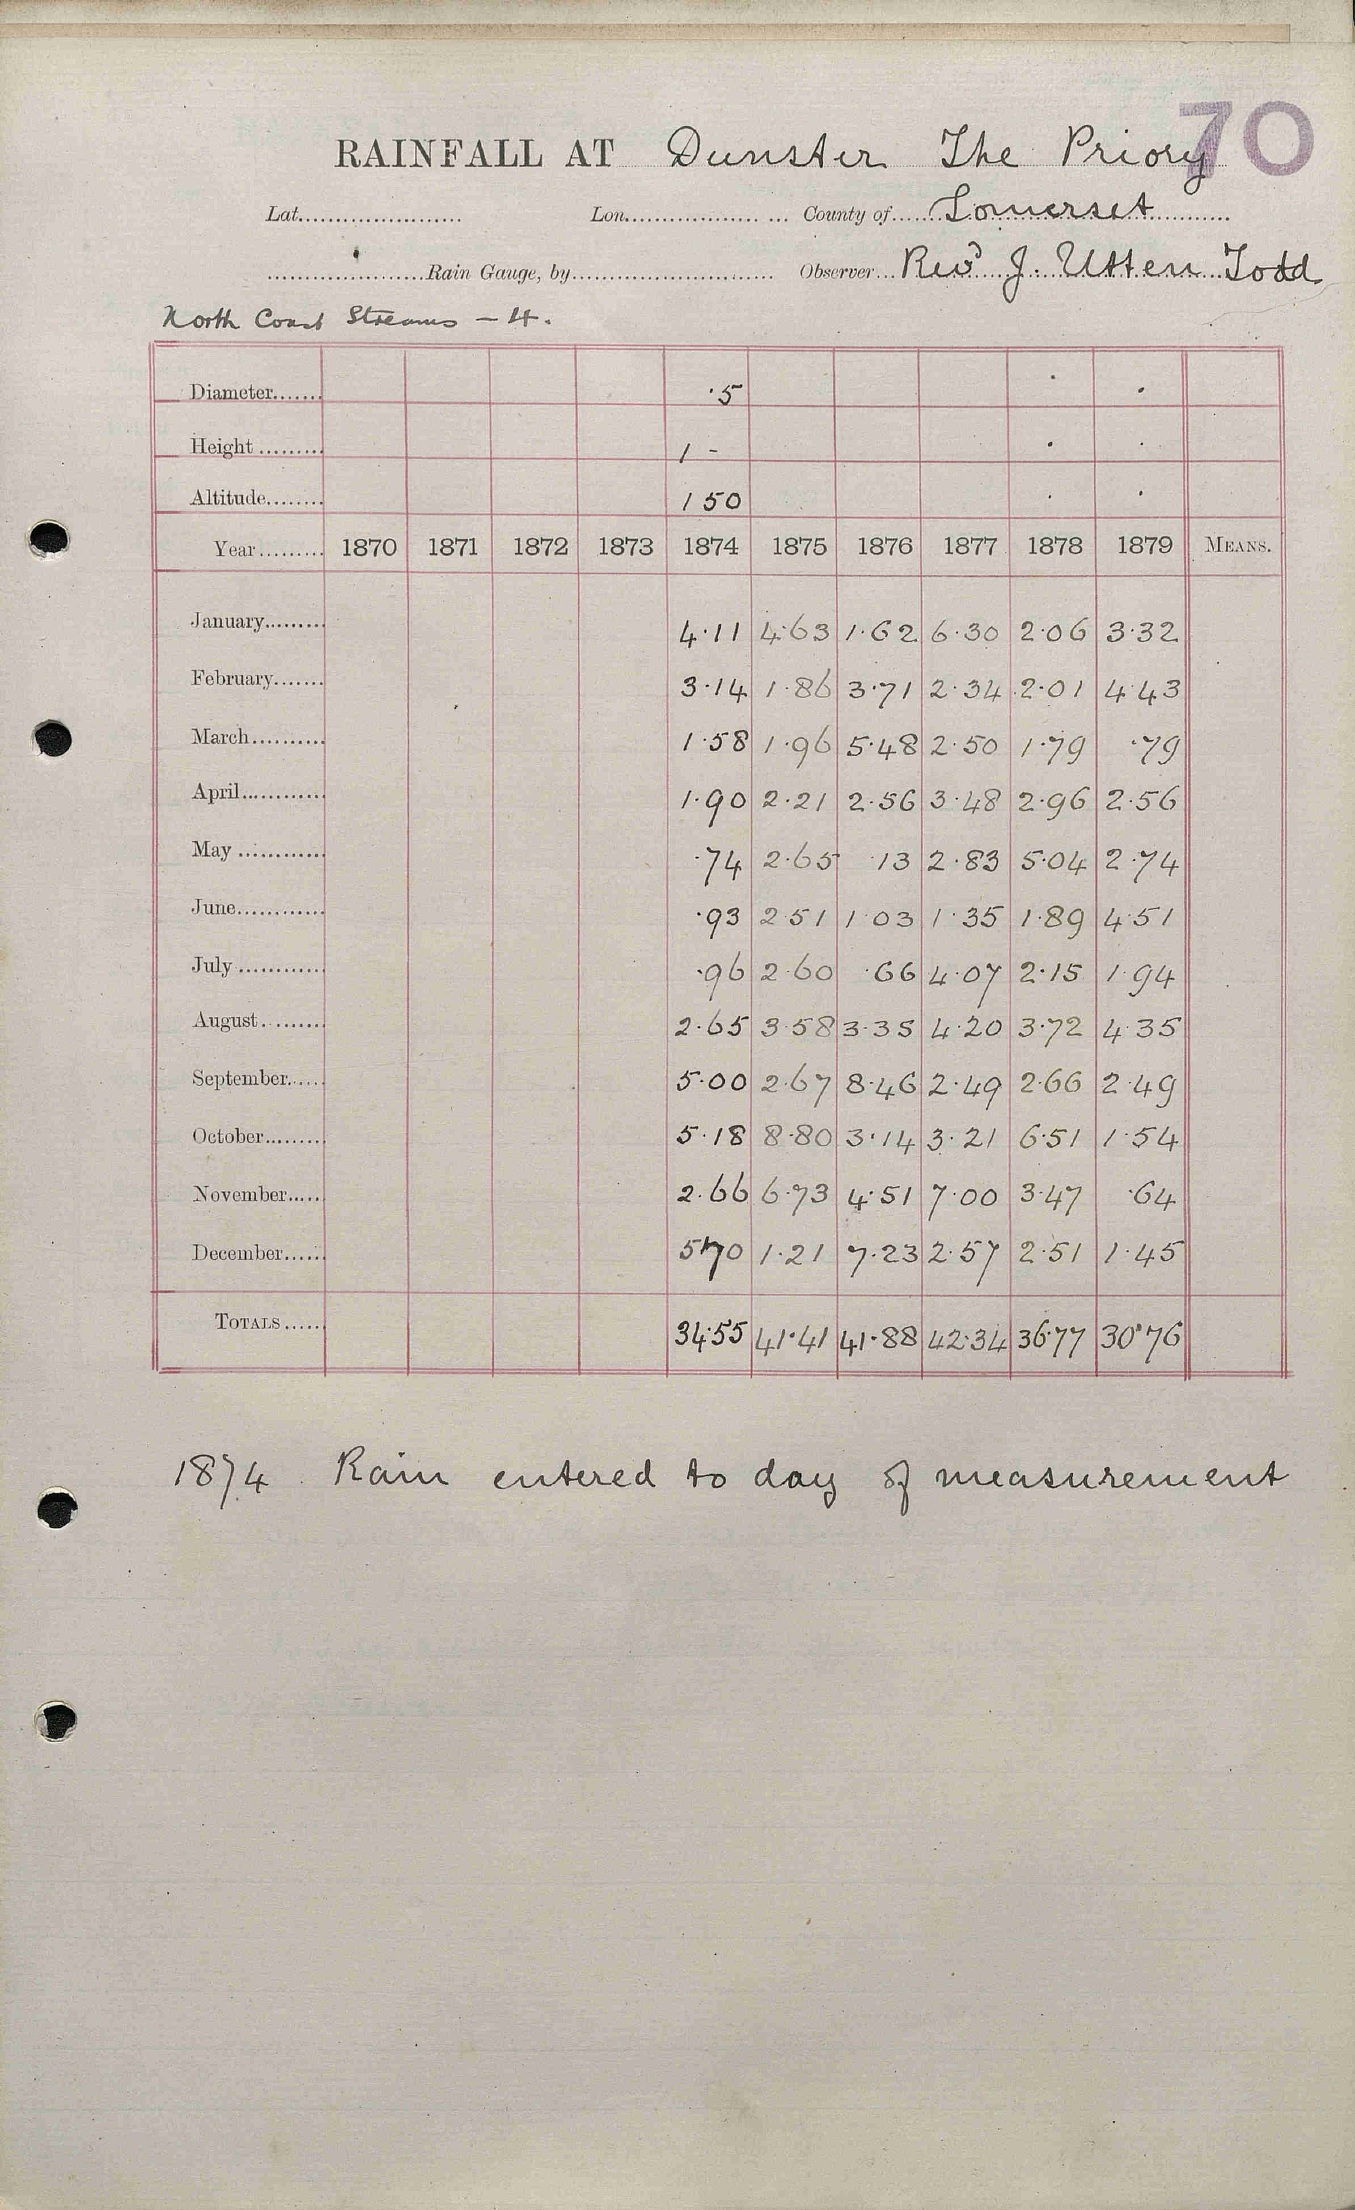 70
RAINFALL AT Dunster The Priory
Lat...................... Lon...................... County of......Somerset..........
.....................Rain Gauge, by........................... Observer...Revd J. Utten Todd
North Coast Streams - 4.
Diameter....... ·5
Height ......... 1 -
Altitude........ 150
Year......... 1870 1871 1872 1873 1874 1875 1876 1877 1878 1879 MEANS.
January......... 4·11 4·63 1·62 6·30 2·06 3·32
February....... 3·14 1·86 3·71 2·34 2·01 4·43
March.......... 1·58 1·96 5·48 2·50 1·79 ·79
April............ 1·90 2·21 2·56 3·48 2·96 2·56
May ............ ·74 2·65 ·13 2·83 5·04 2·74
June............ ·93 2·51 1·03 1·35 1·89 4·51
July ............ ·96 2·60 ·66 4·07 2·15 1·94
August......... 2·65 3·58 3·35 4·20 3·72 4·35
September...... 5·00 2·67 8·46 2·49 2·66 2·49
October......... 5·18 8·80 3·14 3·21 6·51 1·54
November..... 2·66 6·73 4·51 7·00 3·47 ·64
December...... 5·70 1·21 7·23 2·57 2·51 1·45
TOTALS..... 34·55 41·41 41·88 42·34 36·77 30·76
1874 Rain entered to day of measurement